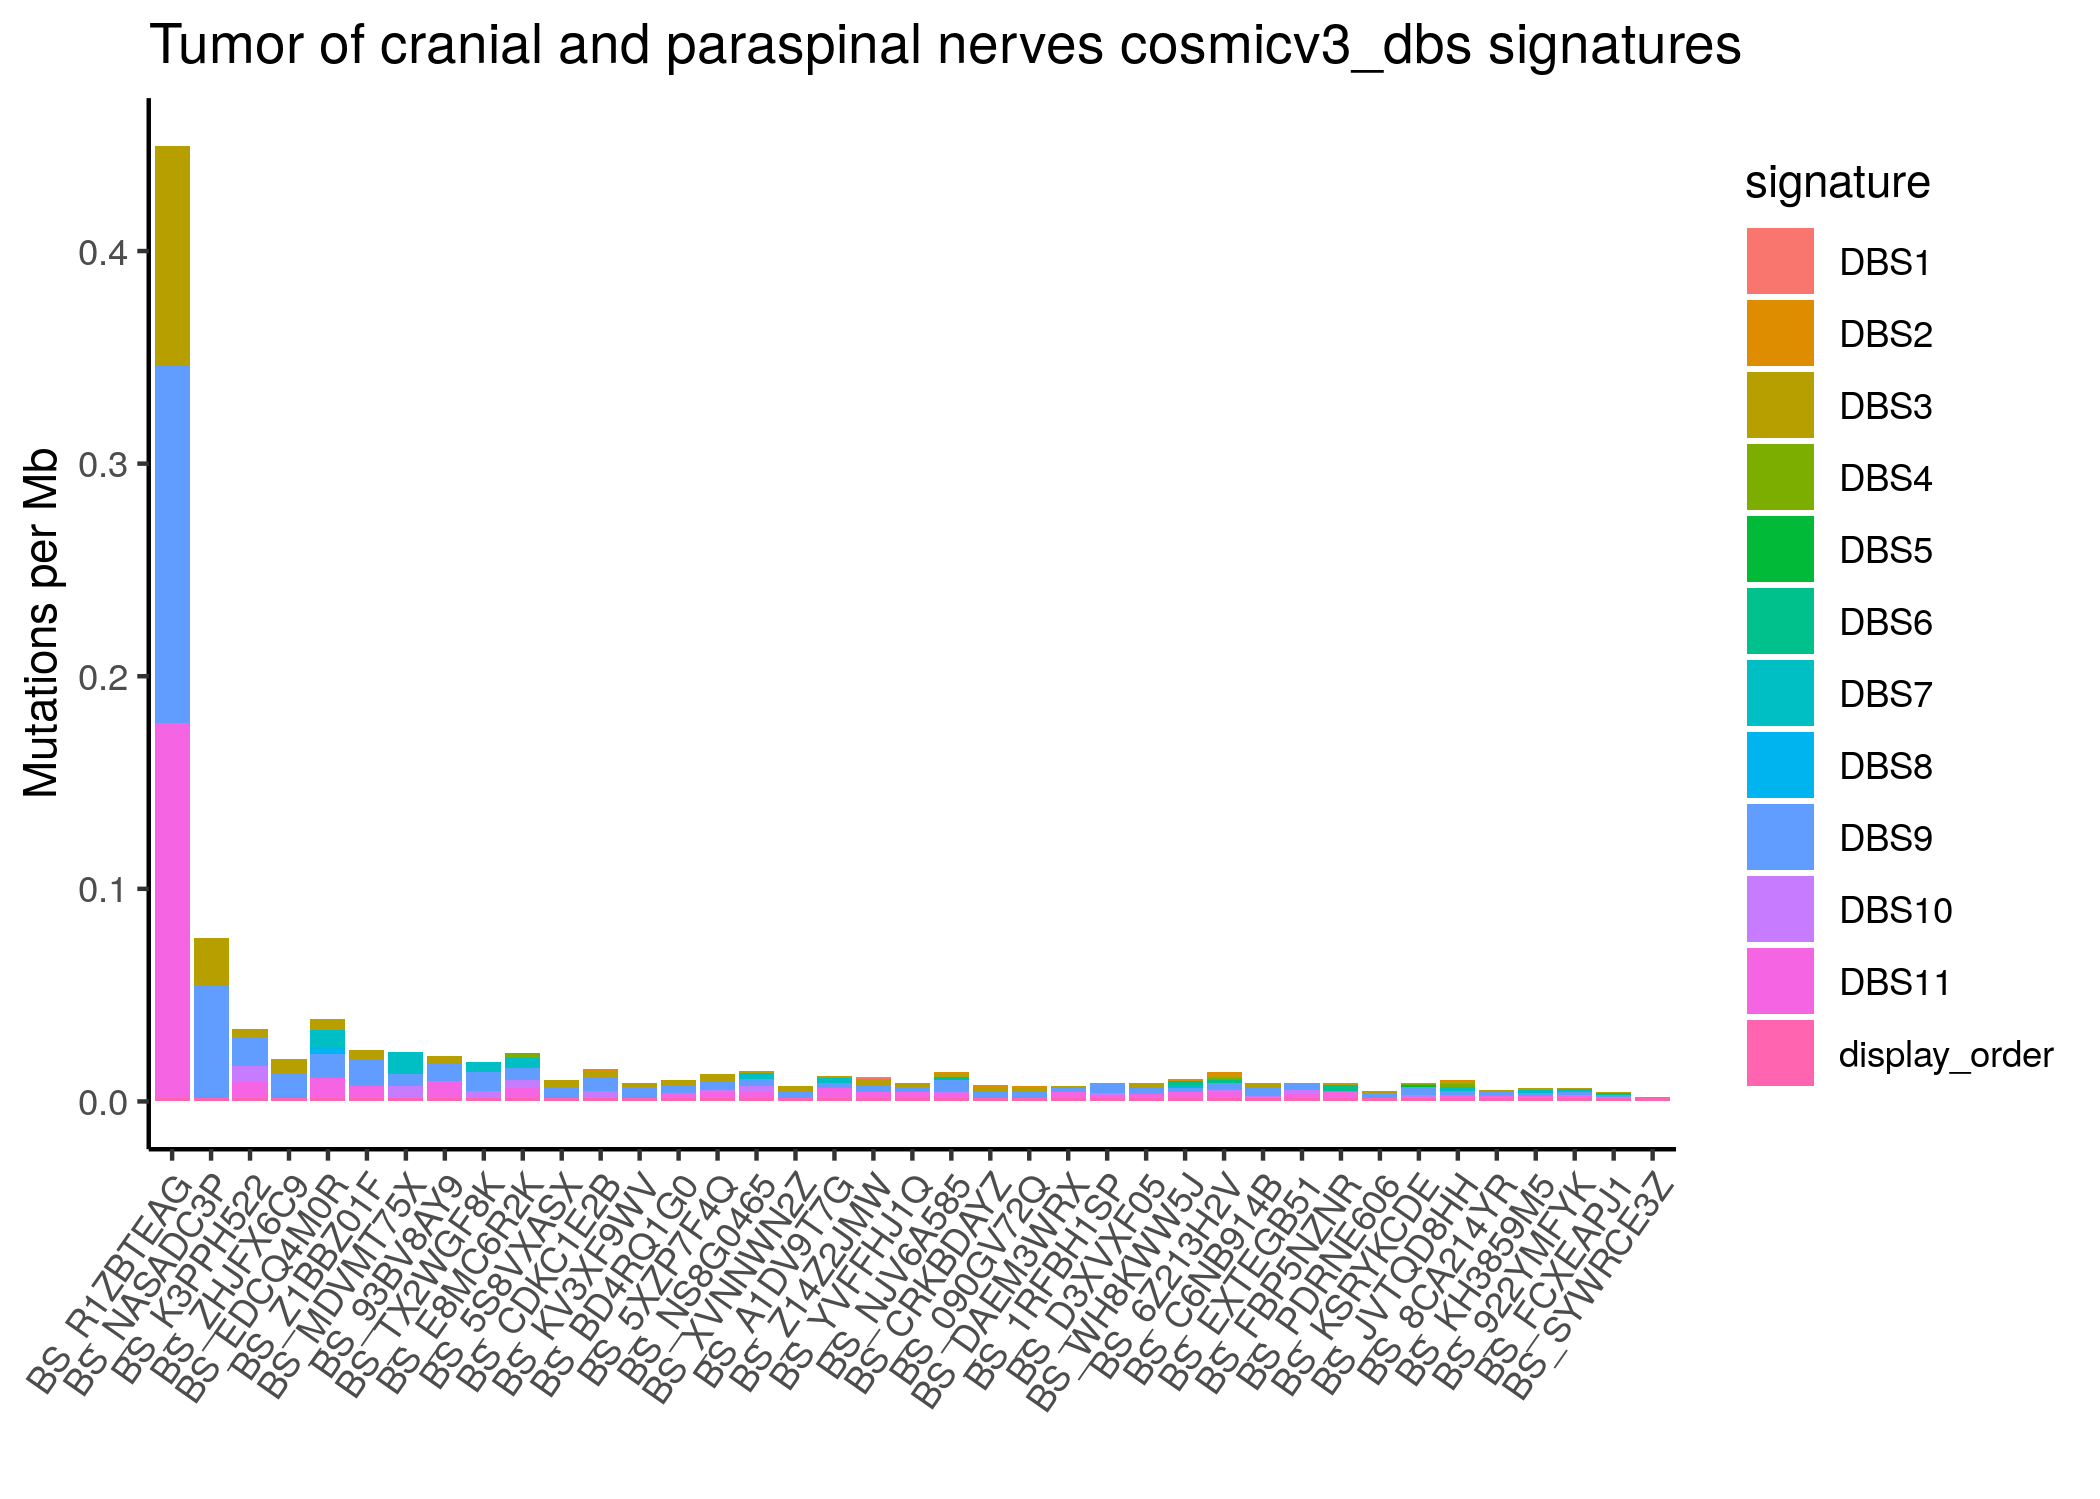 Tumor of cranial and paraspinal nerves cosmicv3_dbs signatures
Mutations per Mb
0.4
0.3
0.2
0.1
0.0
BS_R1ZBTEAG
BS_NASADC3P
BS_K3PPH522
BS_ZHJFX6C9
BS_EDCQ4M0R
BS_Z1BBZ01F
BS_MDVMT75X
BS_93BV8AY9
BS_TX2WGF8K
BS_E8MC6R2K
BS_5S8VXASX
BS_CDKC1E2B
BS_KV3XF9WV
BS_BD4RQ1G0
BS_5XZP7F4Q
BS_NS8G0465
BS_XVNNWN2Z
BS_A1DV9T7G
BS_Z14Z2JMW
BS_YVFFHJ1Q
BS_NJV6A585
BS_CRKBDAYZ
BS_090GV72Q
BS_DAEM3WRX
BS_1RFBH1SP
BS_D3XVXF05
BS_WH8KWW5J
BS_6Z213H2V
BS_C6NB914B
BS_EXTEGB51
BS_FBP5NZNR
BS_PDRNE606
BS_KSRYKCDE
BS_JVTQD8HH
BS_8CA214YR
BS_KH3859M5
BS_922YMFYK
BS_FCXEAPJ1
BS_SYWRCE3Z
signature
DBS1
DBS2
DBS3
DBS4
DBS5
DBS6
DBS7
DBS8
DBS9
DBS10
DBS11
display_order